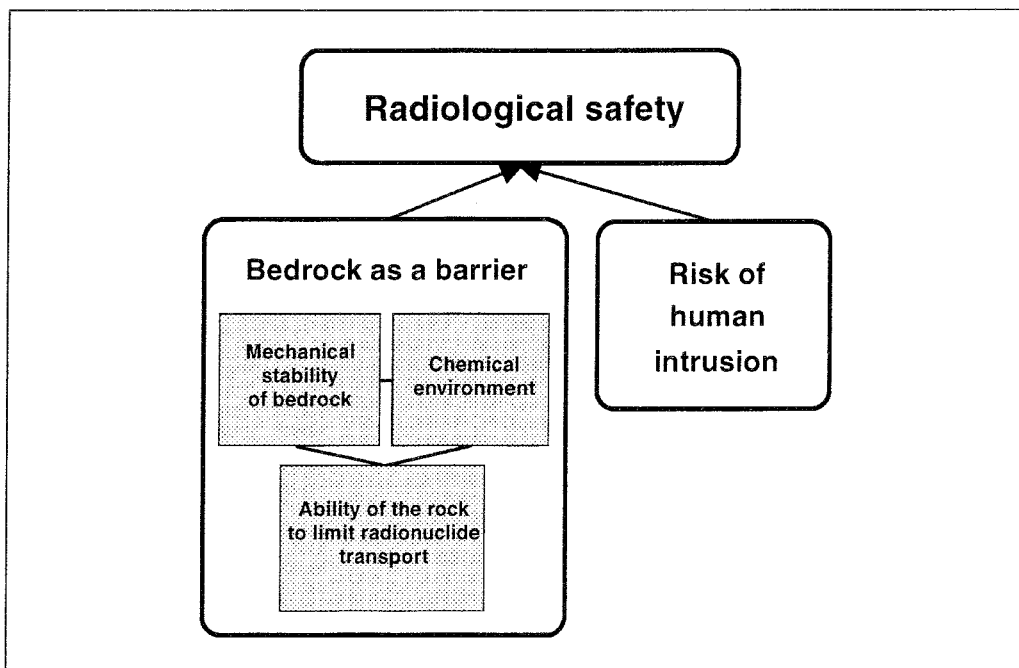 Radiological safety
Bedrock as a barrier
Mechanical
stability
of bedrock
Chemical
environment
Ability of the rock
to limit radionuclide
transport
Risk of
human
intrusion